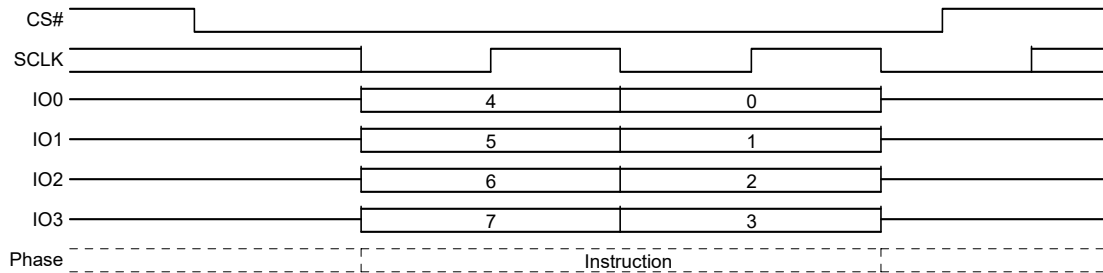 CS#
SCLK
IO0 4 0
IO1 5 1
IO2 6 2
IO3 7 3
Phase Instruction